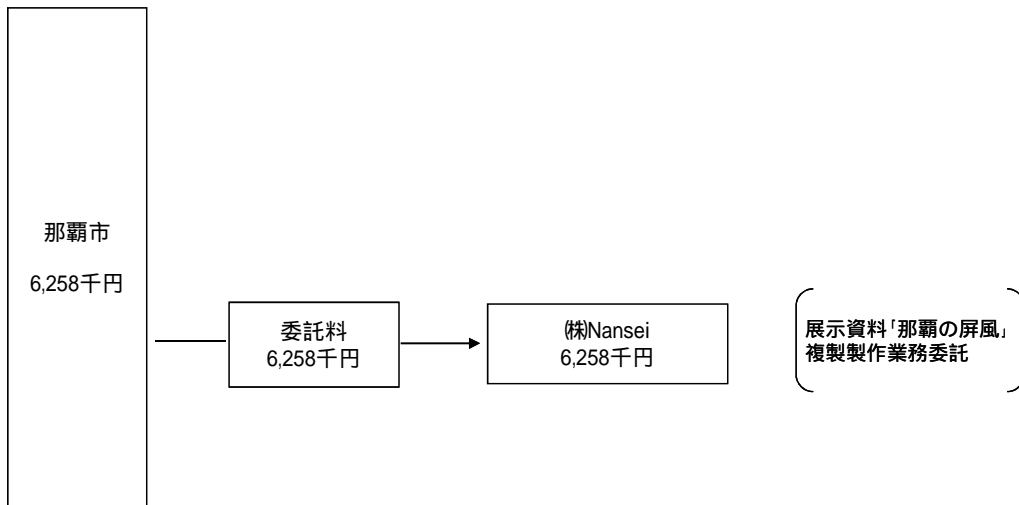 那覇市
6,258千円
委託料
6,258千円
㈱Nansei
6,258千円
展示資料「那覇の屏風」
複製製作業務委託